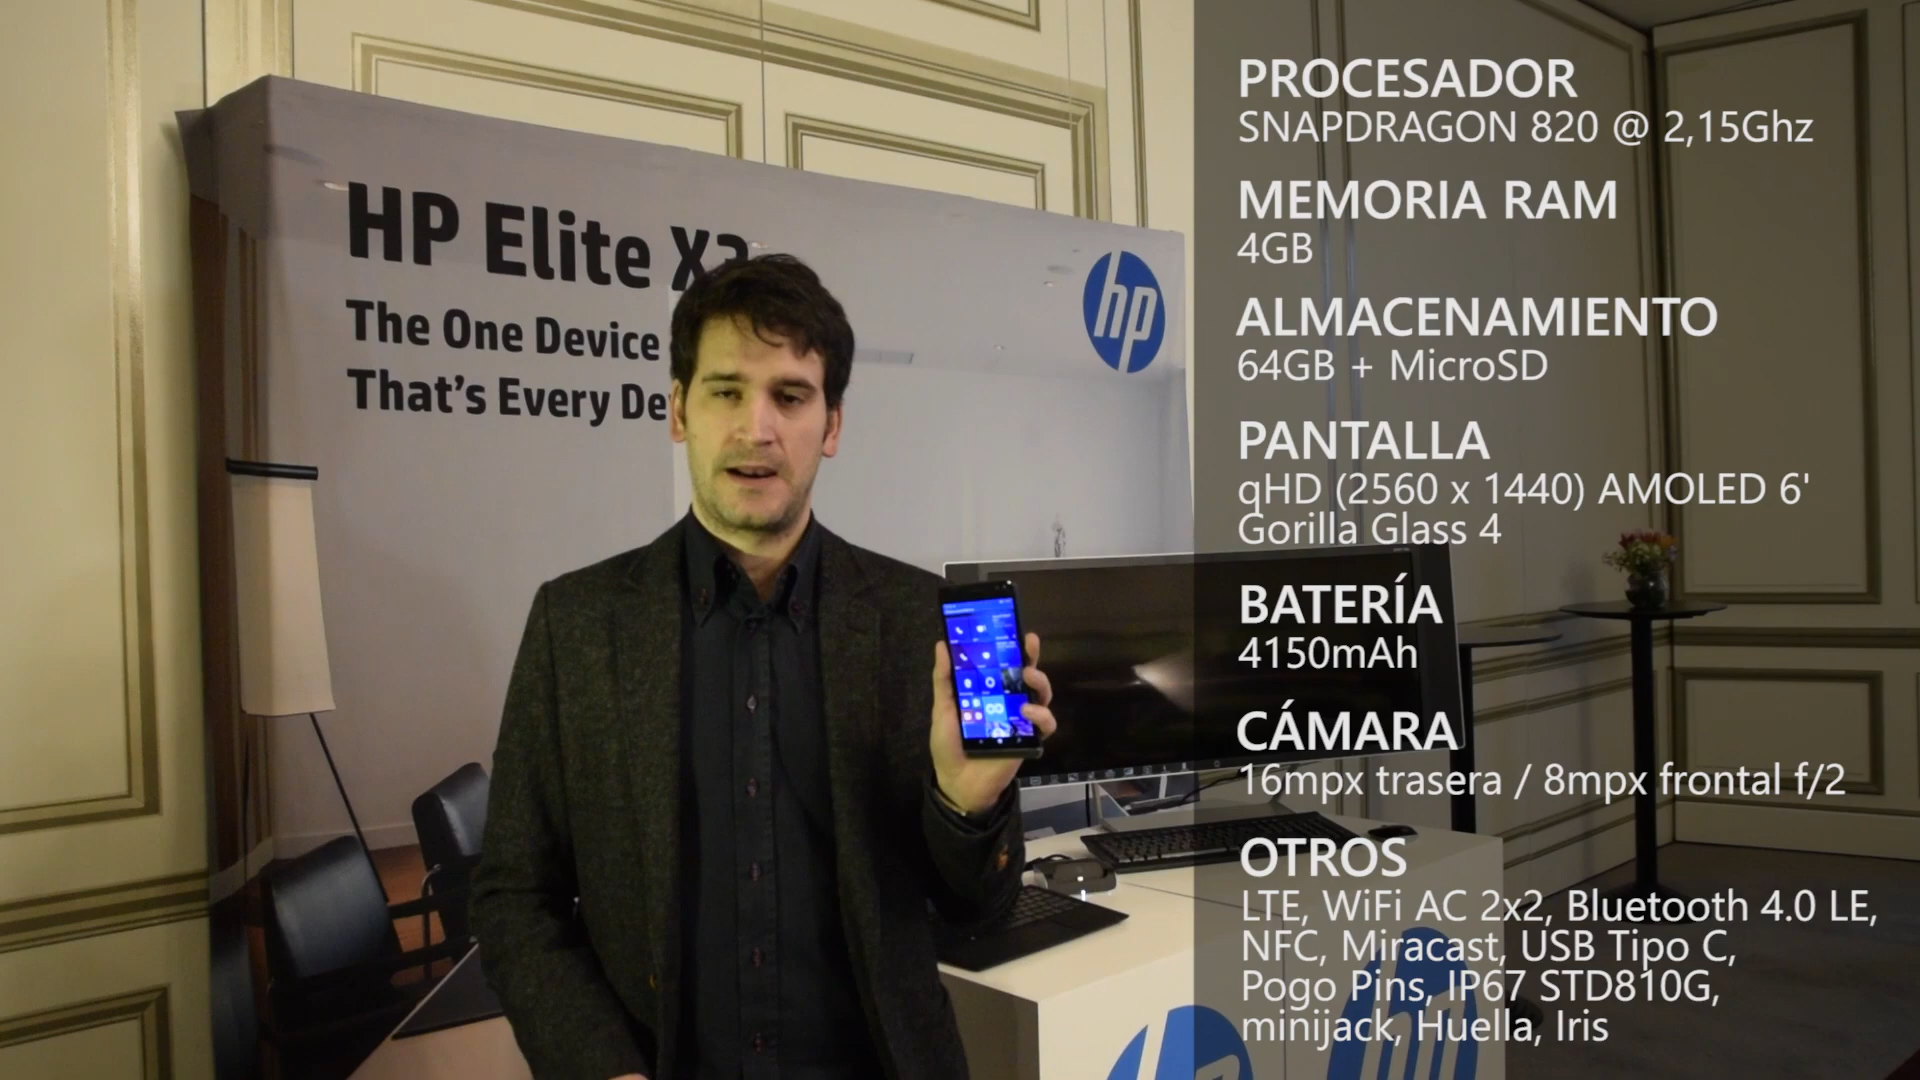 HP Elite
The One Device
That's Every
hp
PROCESADOR
SNAPDRAGON 820 @ 2,15Ghz
MEMORIA RAM
4GB
ALMACENAMIENTO
64GB + MicroSD
PANTALLA
qHD (2560 x 1440) AMOLED 6'
Gorilla Glass 4
BATERÍA
4150mAh
CÁMARA
16mpx trasera / 8mpx frontal f/2
OTROS
LTE, WiFi AC 2x2, Bluetooth 4.0 LE,
NFC, Miracast, USB Tipo C,
Pogo Pins, IP67 STD810G,
minijack, Huella, Iris
hp